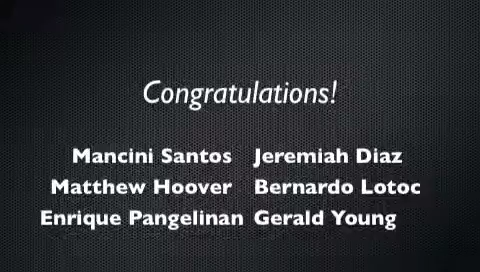 Congratulations!
Mancini Santos Jeremiah Diaz
Matthew Hoover Bernardo Lotoc
Enrique Pangelinan Gerald Young